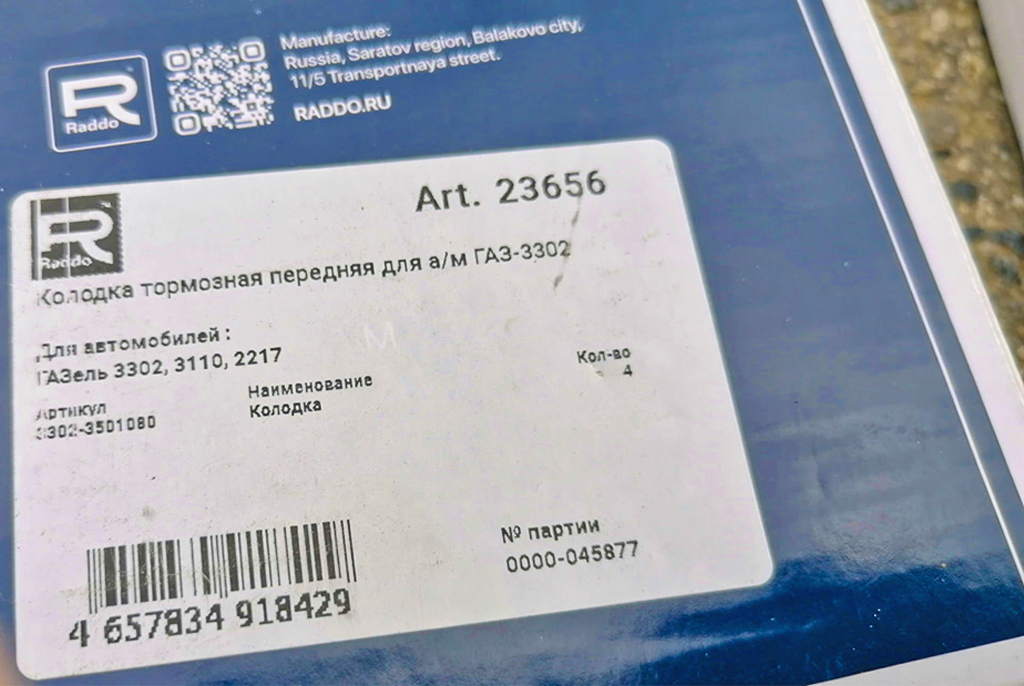 Raddo
Manufacture:
Russia, Saratov region, Balakovo city,
11/5 Transportnaya street.
RADDO.RU
Raddo
Art. 23656
Колодка тормозная передняя для а/м ГАЗ-3302
Для автомобилей :
ГАЗель 3302, 3110, 2217
Артикул Наименование Кол-во
3302-3501080 Колодка 4
№ партии
0000-045877
4 657834 918429